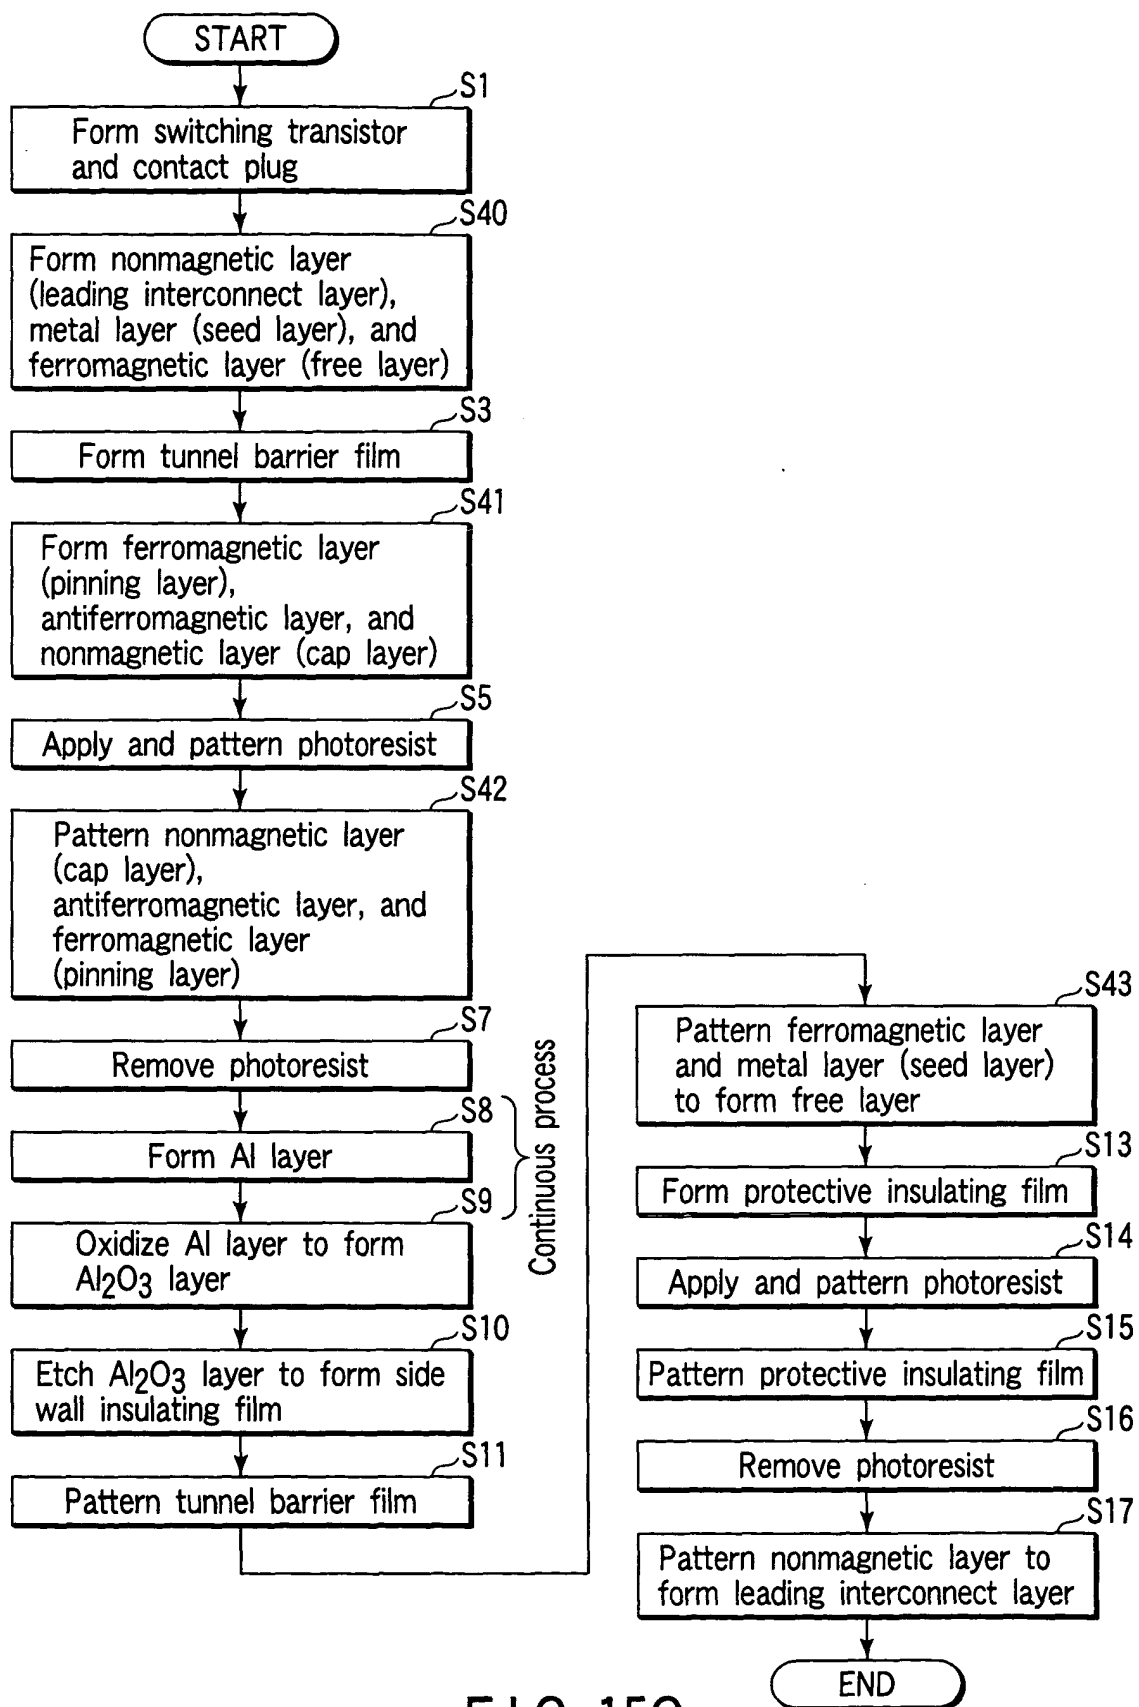 START
S1
Form switching transistor
and contact plug
S40
Form nonmagnetic layer
(leading interconnect layer),
metal layer (seed layer), and
ferromagnetic layer (free layer)
S3
Form tunnel barrier film
S41
Form ferromagnetic layer
(pinning layer),
antiferromagnetic layer, and
nonmagnetic layer (cap layer)
S5
Apply and pattern photoresist
S42
Pattern nonmagnetic layer
(cap layer),
antiferromagnetic layer, and
ferromagnetic layer
(pinning layer)
S7
Remove photoresist
S8
Form Al layer
S9
Oxidize Al layer to form
Al2O3 layer
Continuous process
S10
Etch Al2O3 layer to form side
wall insulating film
S11
Pattern tunnel barrier film
S43
Pattern ferromagnetic layer
and metal layer (seed layer)
to form free layer
S13
Form protective insulating film
S14
Apply and pattern photoresist
S15
Pattern protective insulating film
S16
Remove photoresist
S17
Pattern nonmagnetic layer to
form leading interconnect layer
END